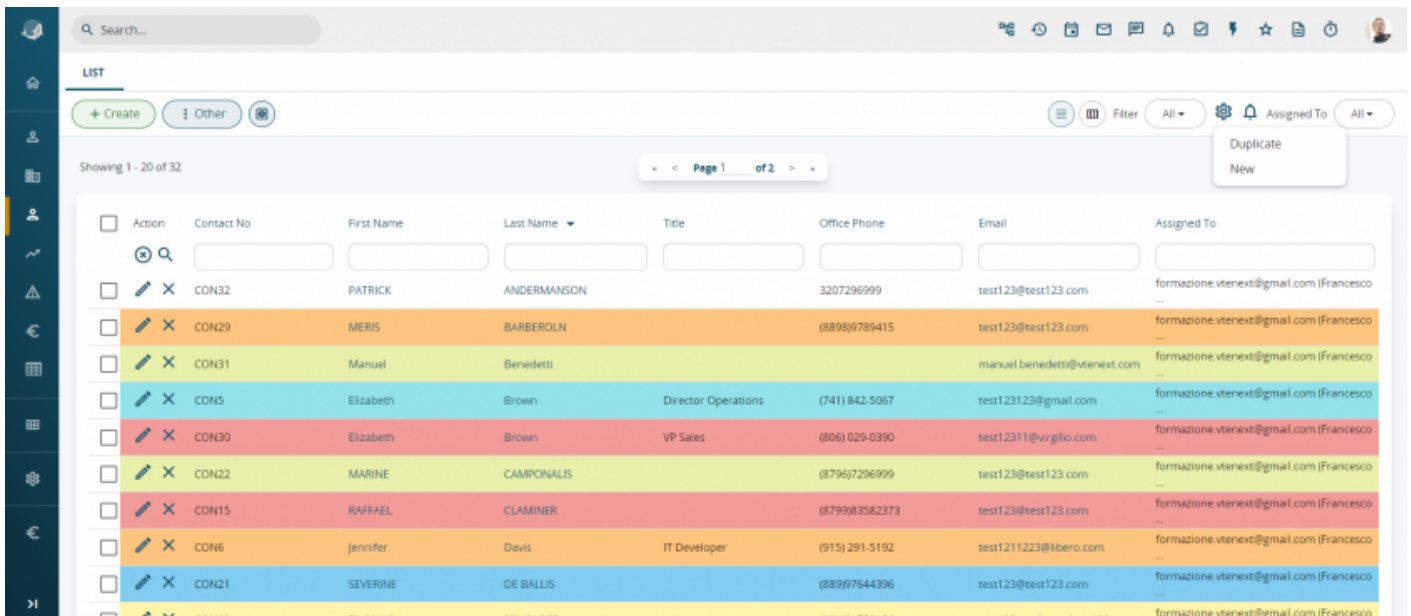 Search...
LIST
+ Create Other Filter All Assigned To All
Duplicate
New
Showing 1 - 20 of 32 « < Page 1 of 2 > »
Action Contact No First Name Last Name Title Office Phone Email Assigned To
CON32 PATRICK ANDERMANSON 3207296999 test123@test123.com formazione.vtenext@gmail.com (Francesco ...
CON29 MERIS BARBEROLN (8898)9789415 test123@test123.com formazione.vtenext@gmail.com (Francesco ...
CON31 Manuel Benedetti manuel.benedetti@vtenext.com formazione.vtenext@gmail.com (Francesco ...
CON5 Elizabeth Brown Director Operations (741) 842-5067 test123123@gmail.com formazione.vtenext@gmail.com (Francesco ...
CON30 Elizabeth Brown VP Sales (806) 029-0390 test12311@virgilio.com formazione.vtenext@gmail.com (Francesco ...
CON22 MARINE CAMPONALIS (8796)7296999 test123@test123.com formazione.vtenext@gmail.com (Francesco ...
CON15 RAFFAEL CLAMINER (8799)83582373 test123@test123.com formazione.vtenext@gmail.com (Francesco ...
CON6 Jennifer Davis IT Developer (915) 291-5192 test1211223@libero.com formazione.vtenext@gmail.com (Francesco ...
CON21 SEVERINE DE BALLIS (889)97644396 test123@test123.com formazione.vtenext@gmail.com (Francesco ...
formazione.vtenext@gmail.com (Francesco